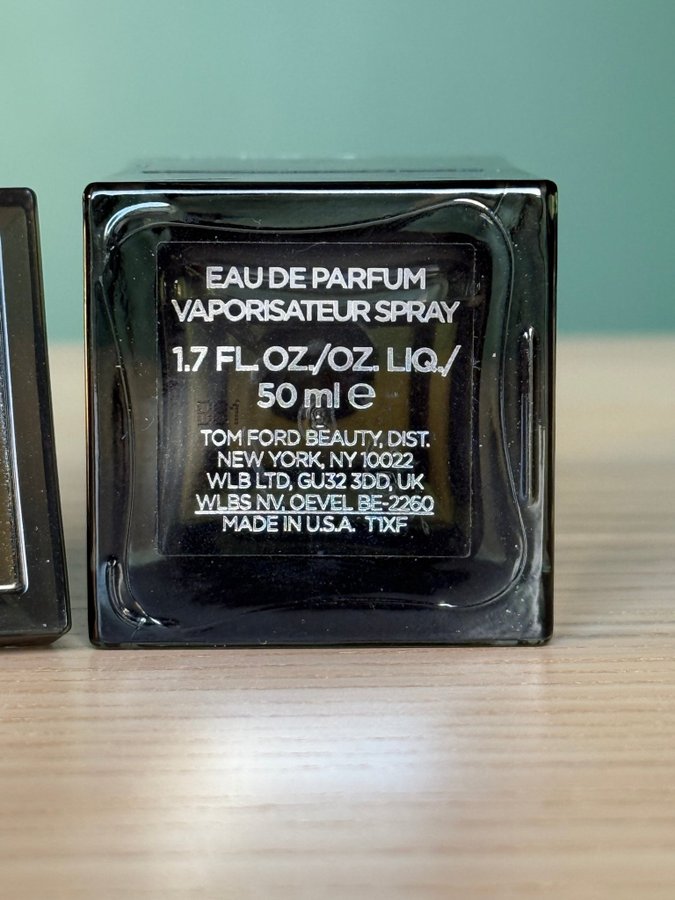 EAU DE PARFUM
VAPORISATEUR SPRAY
1.7 FL. OZ./OZ. LIQ./
50 ml ℮
TOM FORD BEAUTY, DIST.
NEW YORK, NY 10022
WLB LTD, GU32 3DD, UK
WLBS NV, OEVEL BE-2260
MADE IN U.S.A. T1XF